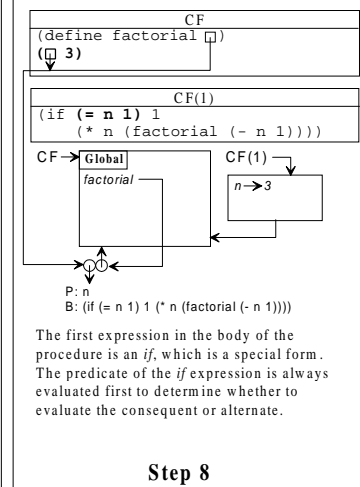 CF
(define factorial )
( 3)
CF(1)
(if (= n 1) 1
(* n (factorial (- n 1))))
CF
Global
CF(1)
factorial
n 3
P: n
B: (if (= n 1) 1 (* n (factorial (- n 1))))
The first expression in the body of the
procedure is an if, which is a special form.
The predicate of the if expression is always
evaluated first to determine whether to
evaluate the consequent or alternate.
Step 8